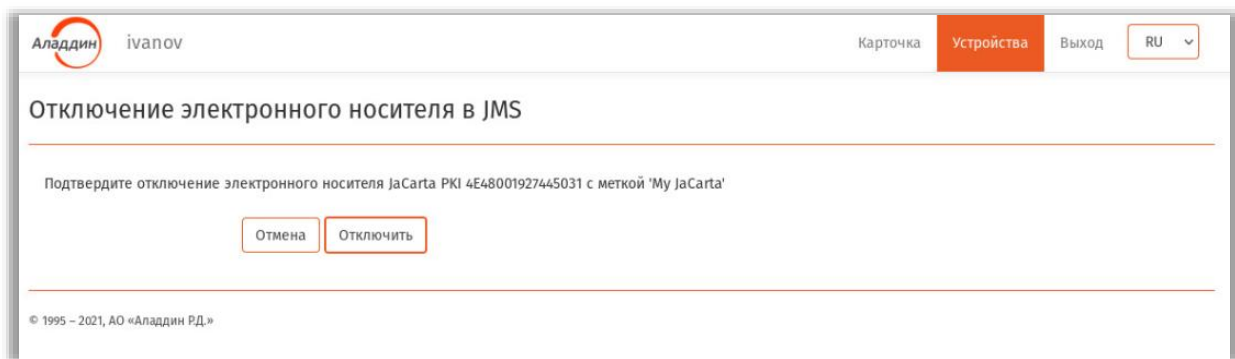 Аладдин ivanov Карточка Устройства Выход RU
Отключение электронного носителя в JMS
Подтвердите отключение электронного носителя JaCarta PKI 4E48001927445031 с меткой 'My JaCarta'
Отмена Отключить
© 1995 – 2021, АО «Аладдин Р.Д.»